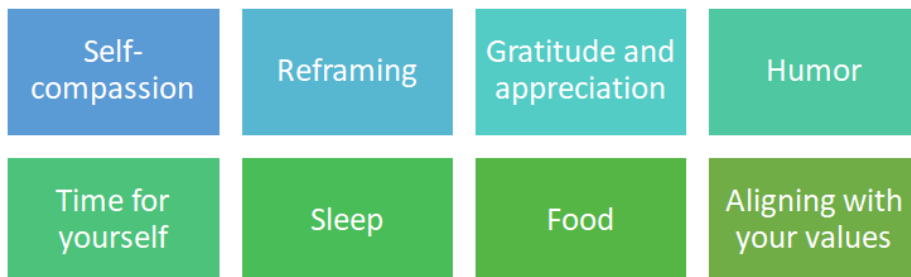 Self-
compassion
Reframing
Gratitude and
appreciation
Humor
Time for
yourself
Sleep
Food
Aligning with
your values